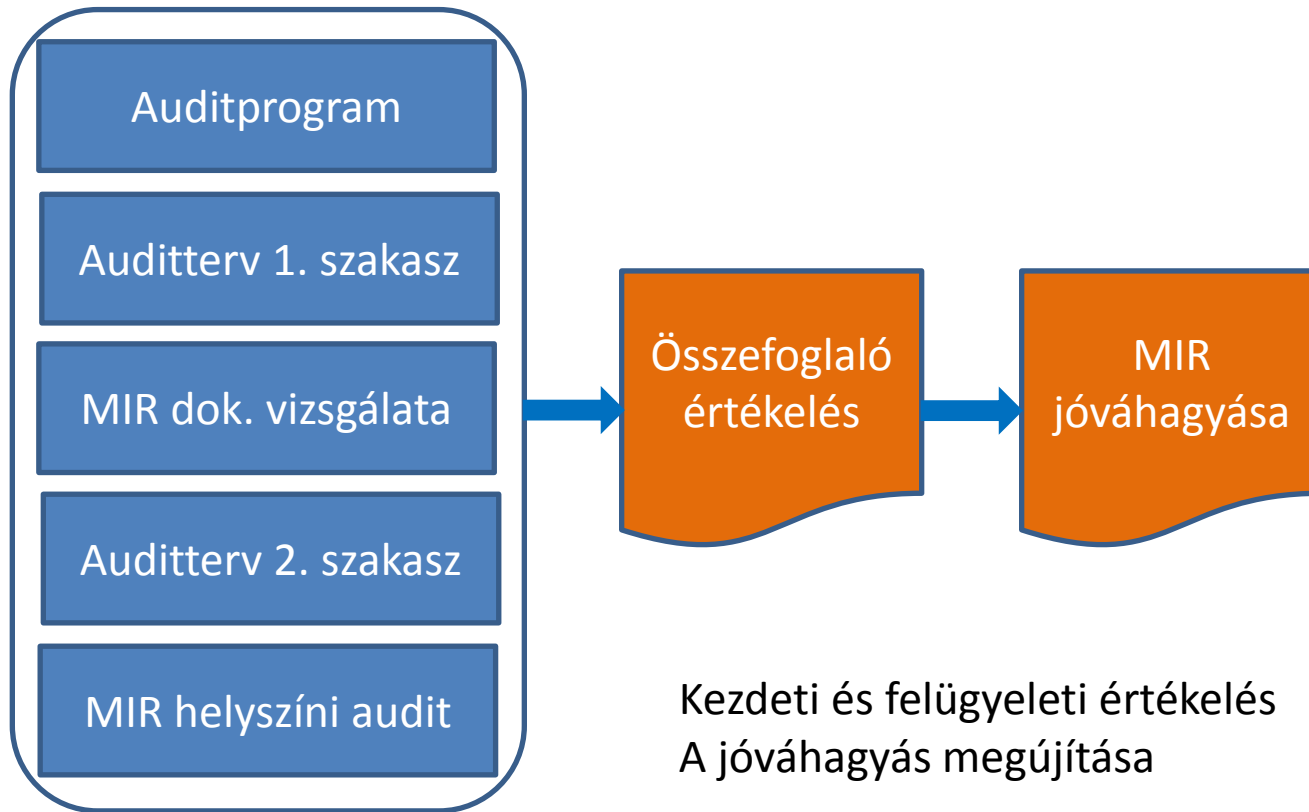 Auditprogram
Auditterv 1. szakasz
MIR dok. vizsgálata
Auditterv 2. szakasz
MIR helyszíni audit
Összefoglaló
értékelés
MIR
jóváhagyása
Kezdeti és felügyeleti értékelés
A jóváhagyás megújítása